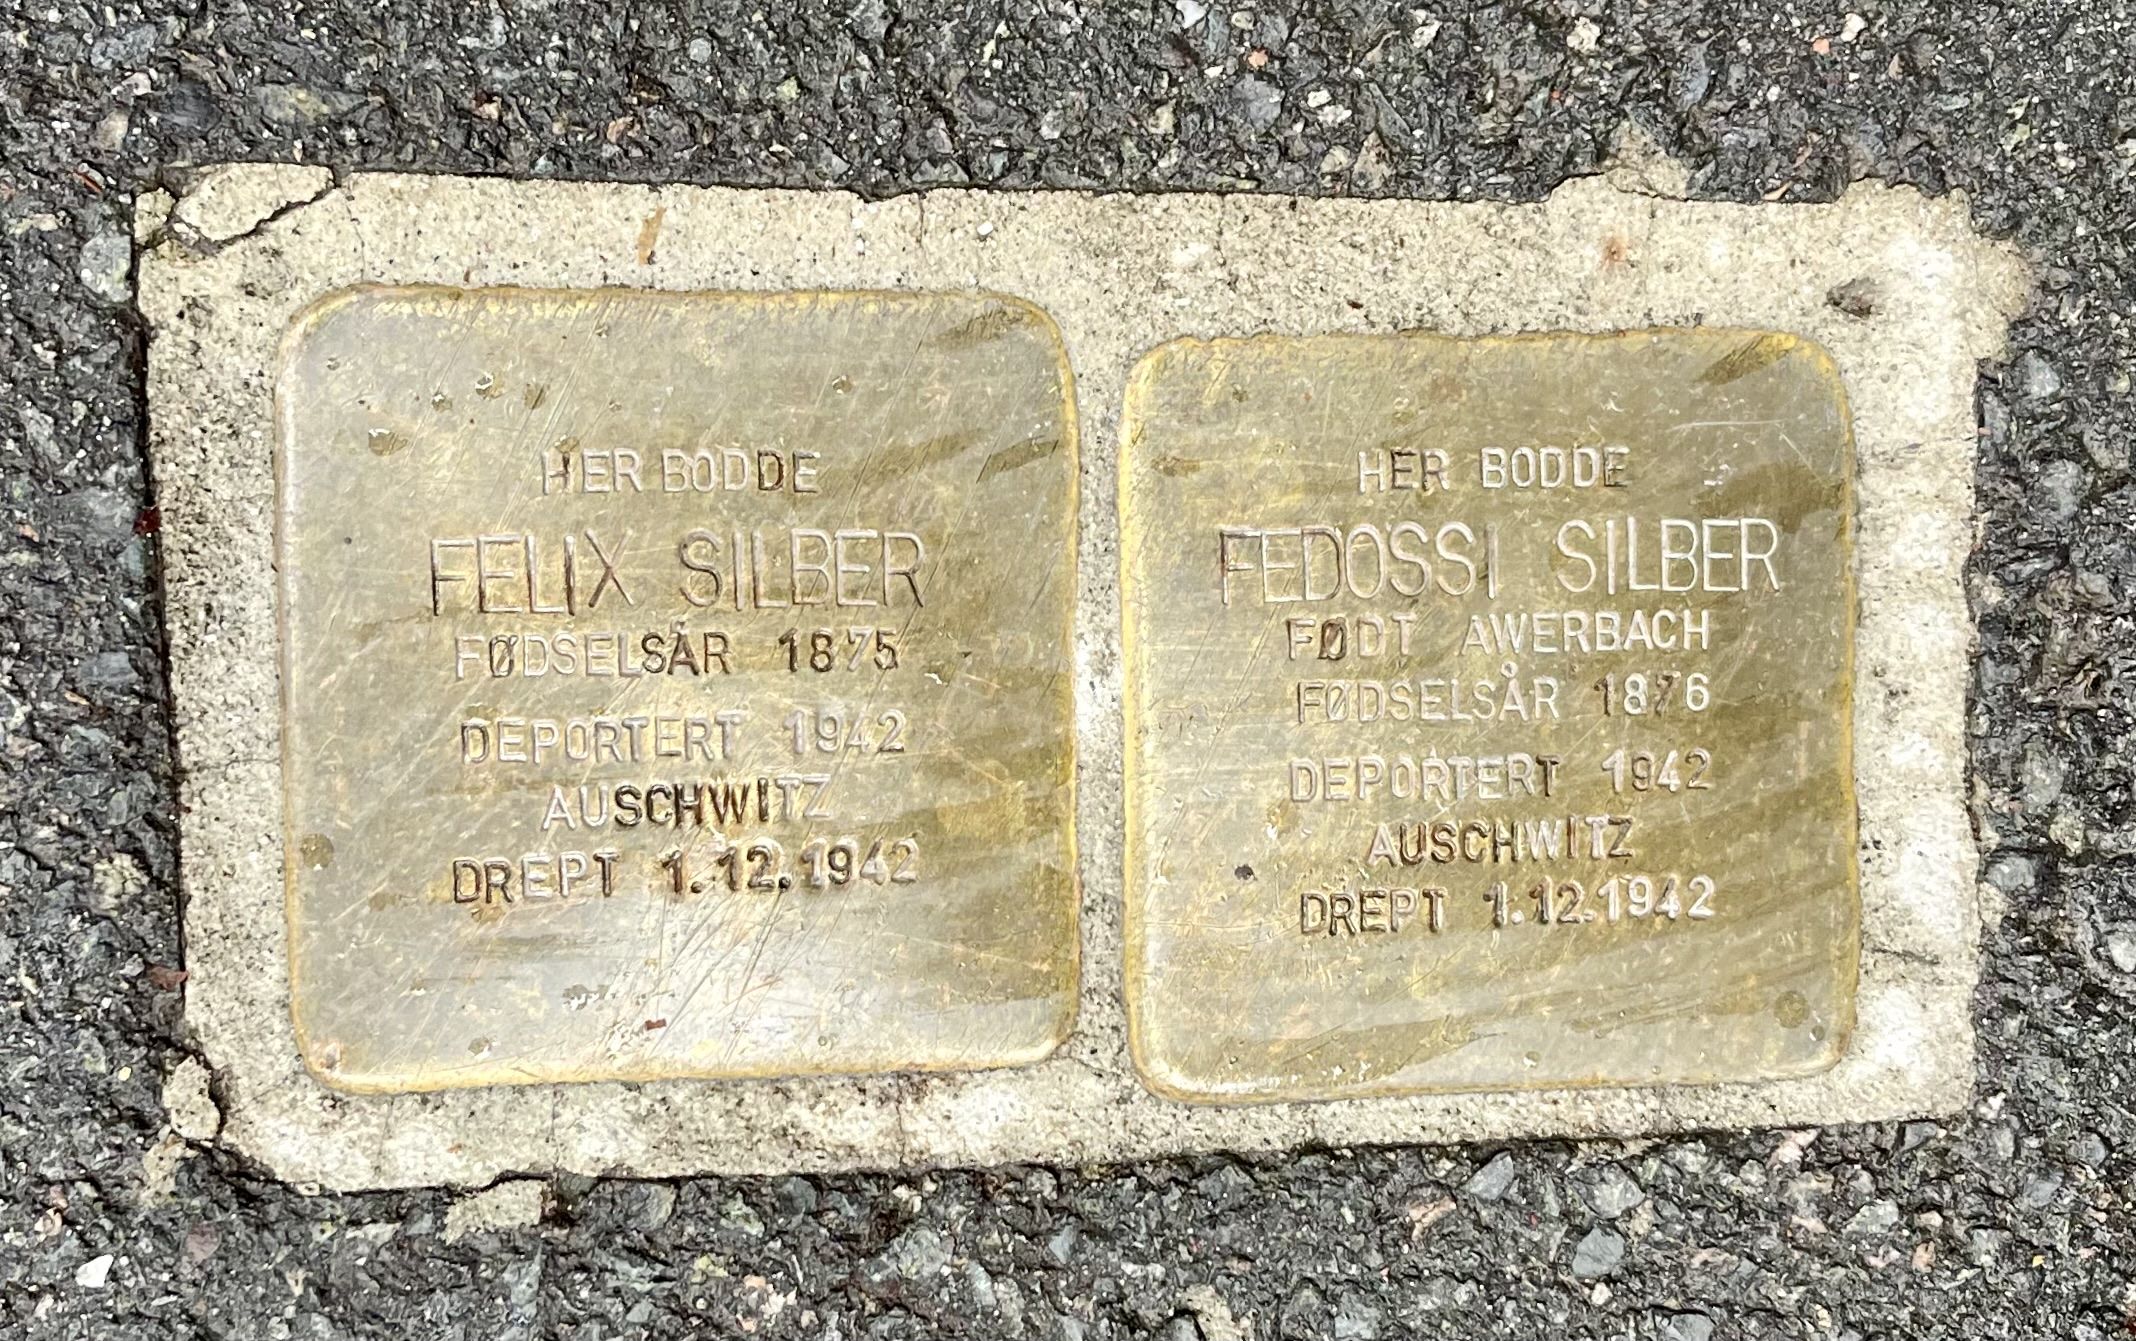 HER BODDE
FELIX SILBER
FØDSELSÅR 1875
DEPORTERT 1942
AUSCHWITZ
DREPT 1.12.1942
HER BODDE
FEDOSSI SILBER
FØDT AWERBACH
FØDSELSÅR 1876
DEPORTERT 1942
AUSCHWITZ
DREPT 1.12.1942